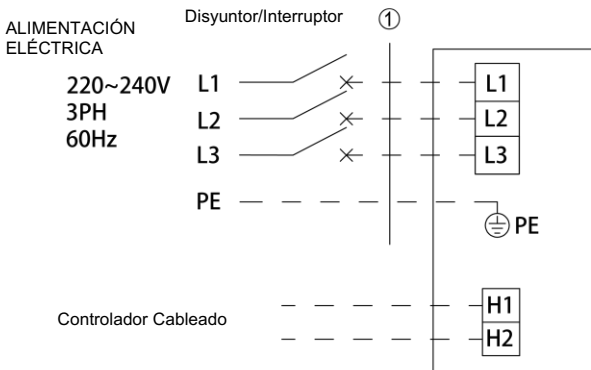 ALIMENTACIÓN
ELÉCTRICA
Disyuntor/Interruptor
①
220~240V
3PH
60Hz
L1
L1
L2
L2
L3
L3
PE
PE
Controlador Cableado
H1
H2